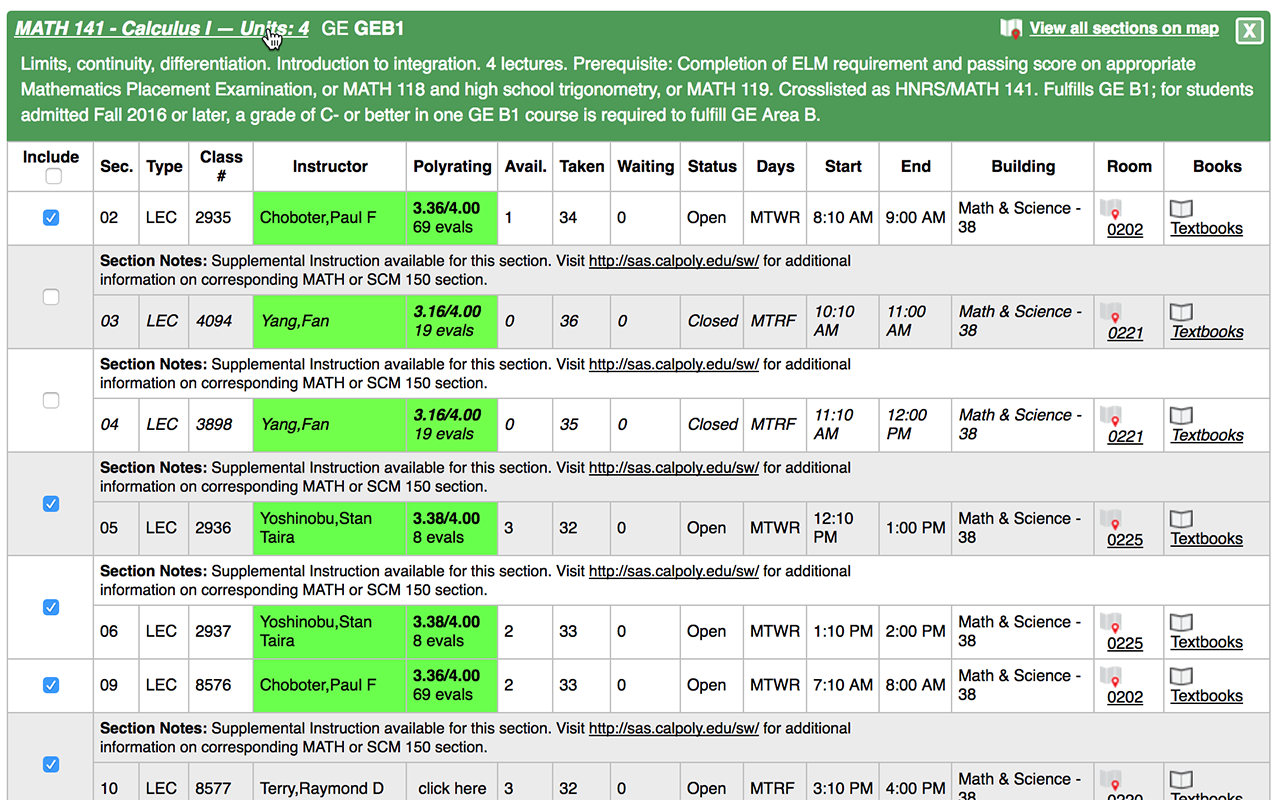 MATH 141 - Calculus I — Units: 4 GE GEB1 View all sections on map X
Limits, continuity, differentiation. Introduction to integration. 4 lectures. Prerequisite: Completion of ELM requirement and passing score on appropriate
Mathematics Placement Examination, or MATH 118 and high school trigonometry, or MATH 119. Crosslisted as HNRS/MATH 141. Fulfills GE B1; for students
admitted Fall 2016 or later, a grade of C- or better in one GE B1 course is required to fulfill GE Area B.
Include Sec. Type Class # Instructor Polyrating Avail. Taken Waiting Status Days Start End Building Room Books
02 LEC 2935 Choboter,Paul F 3.36/4.00 69 evals 1 34 0 Open MTWR 8:10 AM 9:00 AM Math & Science - 38 0202 Textbooks
Section Notes: Supplemental Instruction available for this section. Visit http://sas.calpoly.edu/sw/ for additional
information on corresponding MATH or SCM 150 section.
03 LEC 4094 Yang,Fan 3.16/4.00 19 evals 0 36 0 Closed MTRF 10:10 AM 11:00 AM Math & Science - 38 0221 Textbooks
Section Notes: Supplemental Instruction available for this section. Visit http://sas.calpoly.edu/sw/ for additional
information on corresponding MATH or SCM 150 section.
04 LEC 3898 Yang,Fan 3.16/4.00 19 evals 0 35 0 Closed MTRF 11:10 AM 12:00 PM Math & Science - 38 0221 Textbooks
Section Notes: Supplemental Instruction available for this section. Visit http://sas.calpoly.edu/sw/ for additional
information on corresponding MATH or SCM 150 section.
05 LEC 2936 Yoshinobu,Stan Taira 3.38/4.00 8 evals 3 32 0 Open MTWR 12:10 PM 1:00 PM Math & Science - 38 0225 Textbooks
Section Notes: Supplemental Instruction available for this section. Visit http://sas.calpoly.edu/sw/ for additional
information on corresponding MATH or SCM 150 section.
06 LEC 2937 Yoshinobu,Stan Taira 3.38/4.00 8 evals 2 33 0 Open MTWR 1:10 PM 2:00 PM Math & Science - 38 0225 Textbooks
09 LEC 8576 Choboter,Paul F 3.36/4.00 69 evals 2 33 0 Open MTWR 7:10 AM 8:00 AM Math & Science - 38 0202 Textbooks
Section Notes: Supplemental Instruction available for this section. Visit http://sas.calpoly.edu/sw/ for additional
information on corresponding MATH or SCM 150 section.
10 LEC 8577 Terry,Raymond D click here 3 32 0 Open MTRF 3:10 PM 4:00 PM Math & Science - 38 Textbooks